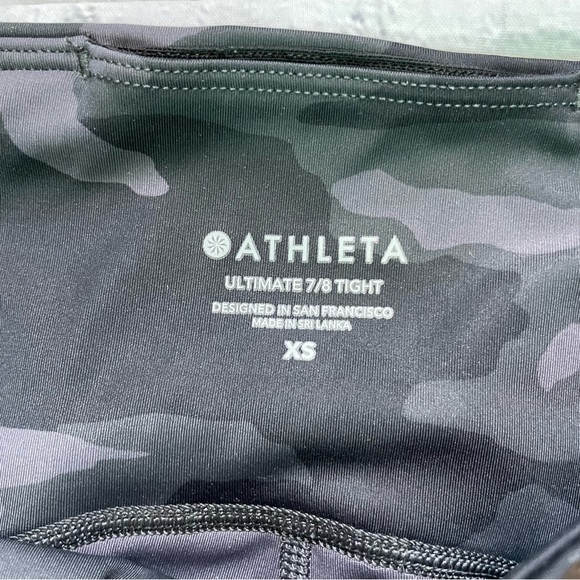 ATHLETA
ULTIMATE 7/8 TIGHT
DESIGNED IN SAN FRANCISCO
MADE IN SRI LANKA
XS